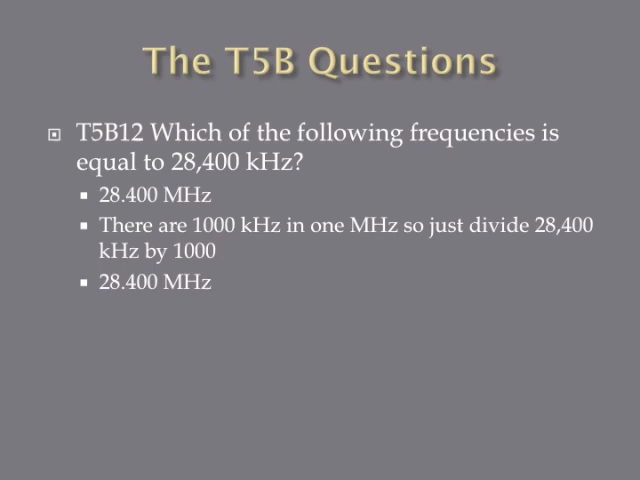 The T5B Questions
T5B12 Which of the following frequencies is
equal to 28,400 kHz?
28.400 MHz
There are 1000 kHz in one MHz so just divide 28,400
kHz by 1000
28.400 MHz